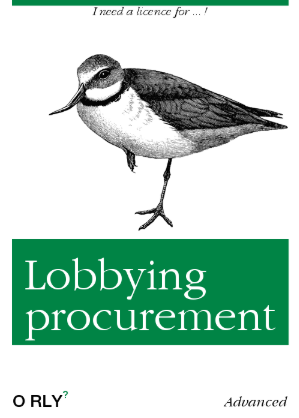 I need a licence for ... !
Lobbying
procurement
O RLY?
Advanced